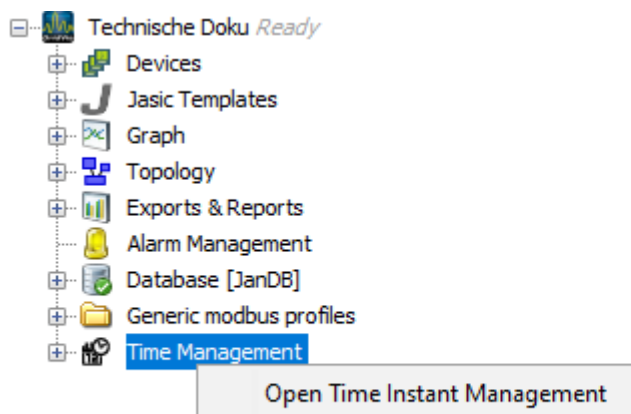 Technische Doku Ready
Devices
Jasic Templates
Graph
Topology
Exports & Reports
Alarm Management
Database [JanDB]
Generic modbus profiles
Time Management
Open Time Instant Management